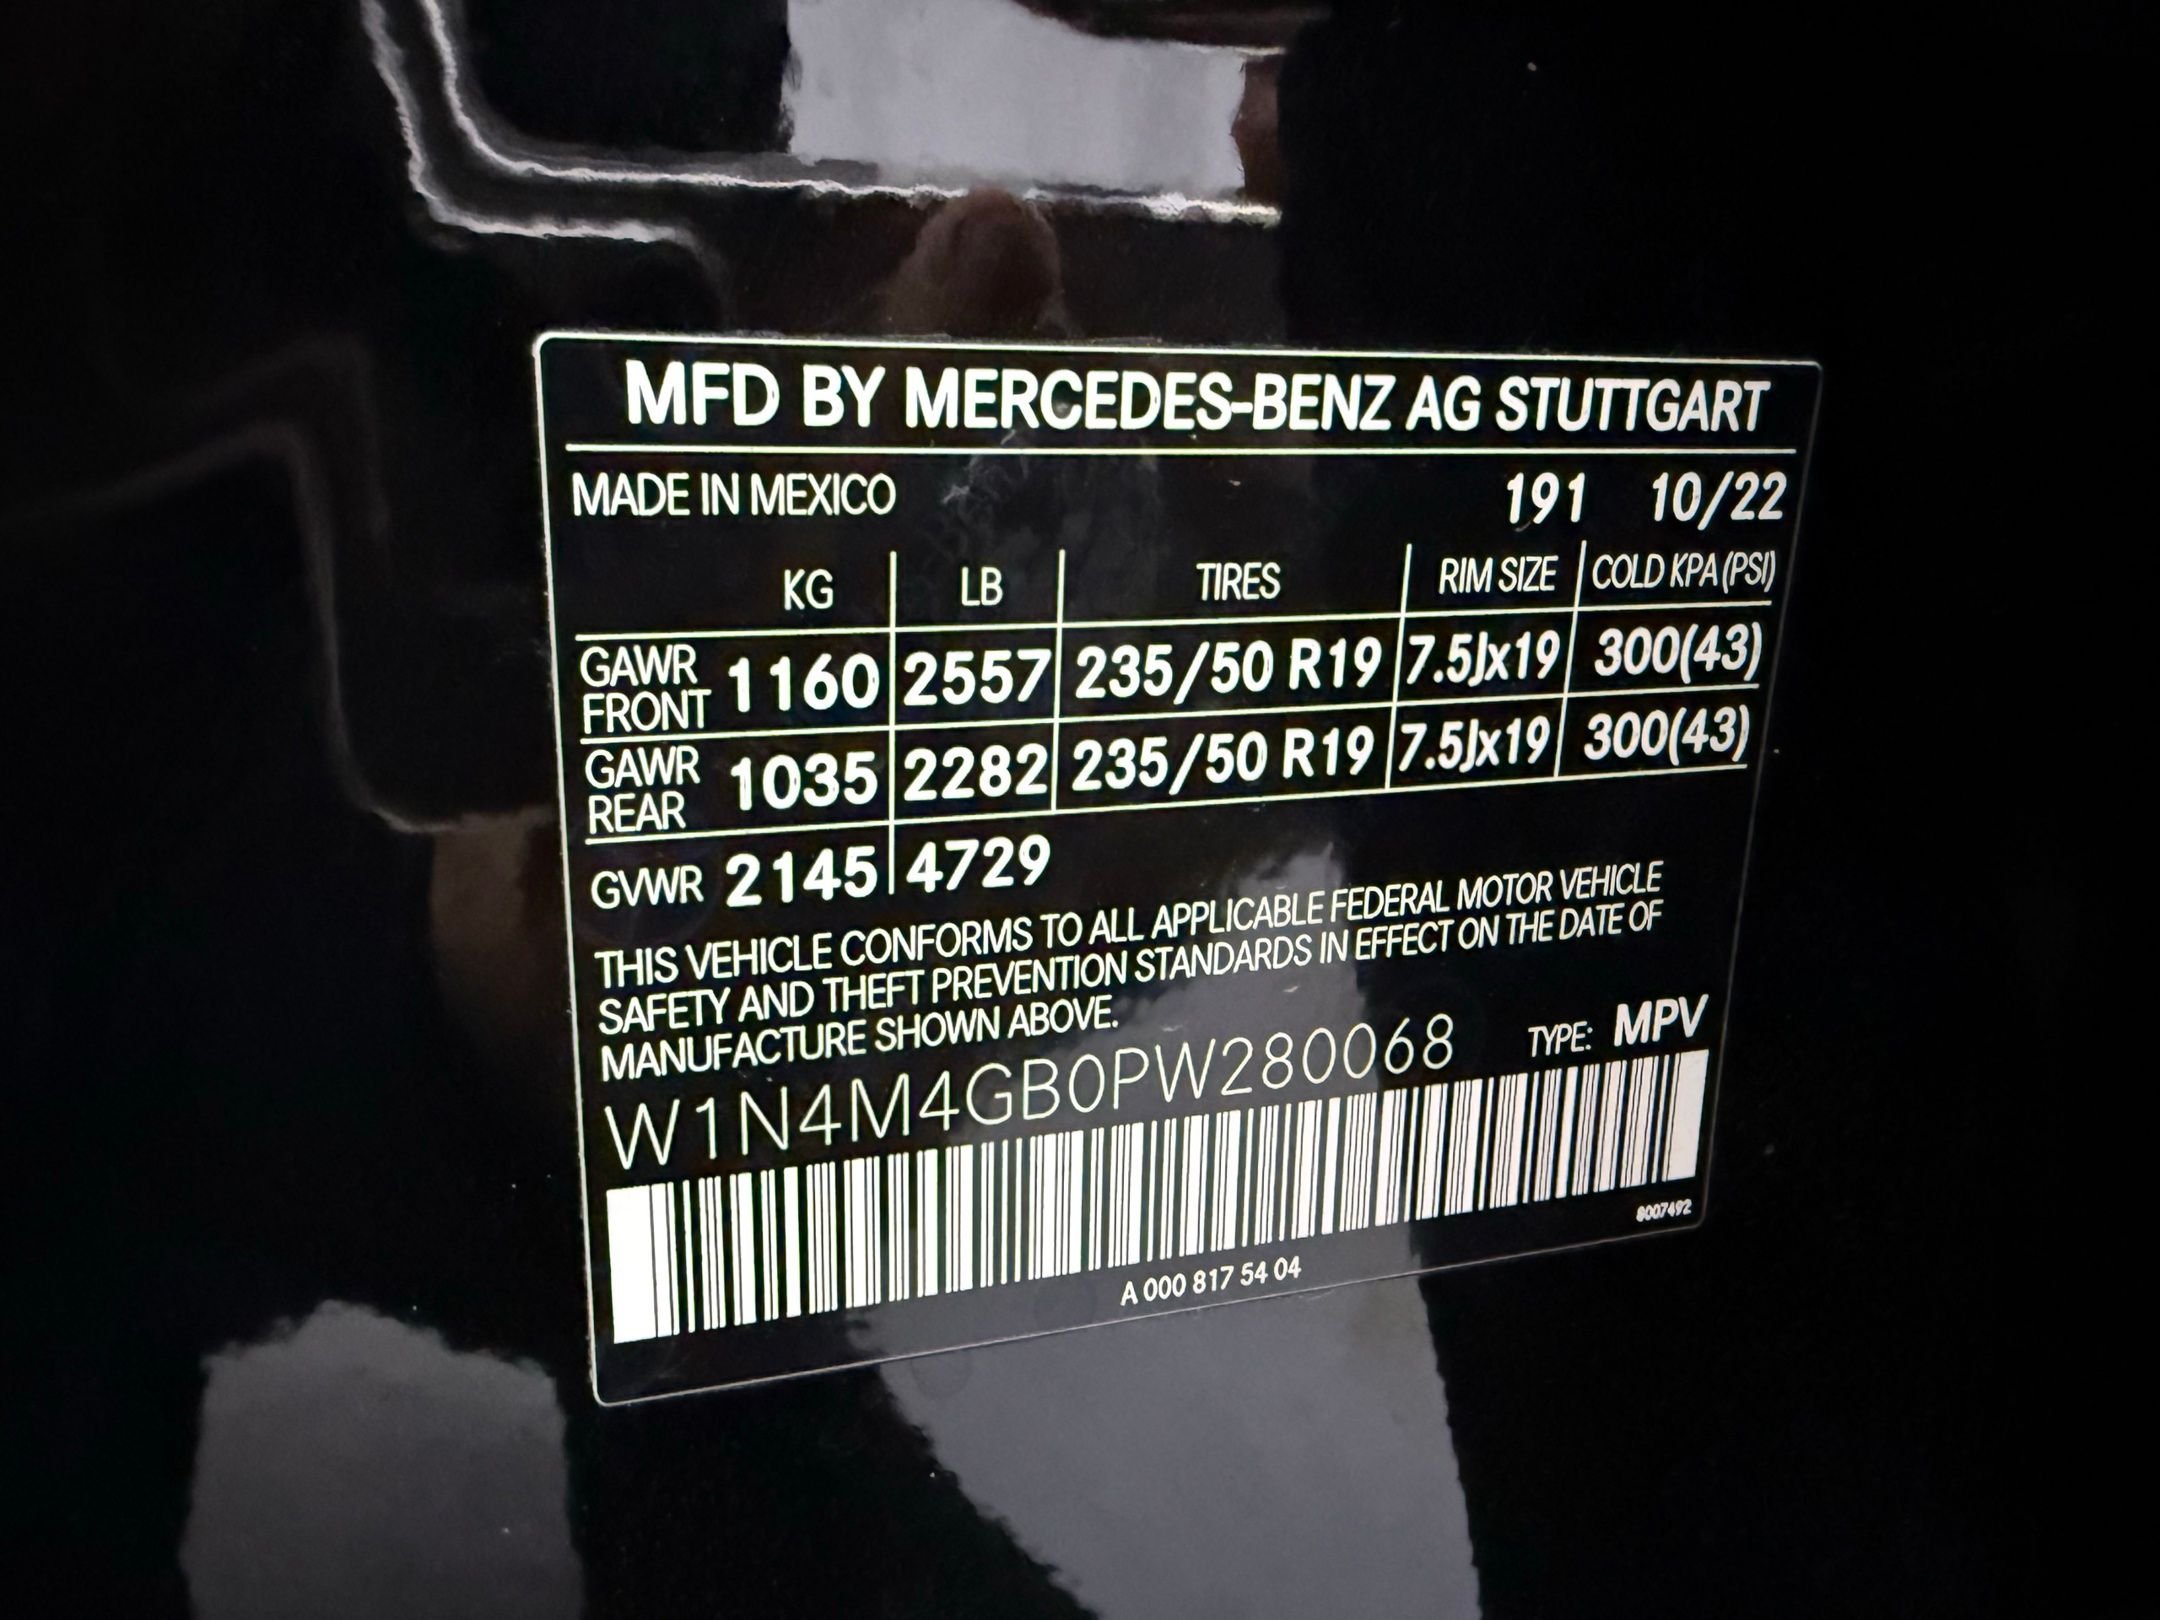 MFD BY MERCEDES-BENZ AG STUTTGART
MADE IN MEXICO 191 10/22
KG LB TIRES RIM SIZE COLD KPA (PSI)
GAWR FRONT 1160 2557 235/50 R19 7.5Jx19 300(43)
GAWR REAR 1035 2282 235/50 R19 7.5Jx19 300(43)
GVWR 2145 4729
THIS VEHICLE CONFORMS TO ALL APPLICABLE FEDERAL MOTOR VEHICLE
SAFETY AND THEFT PREVENTION STANDARDS IN EFFECT ON THE DATE OF
MANUFACTURE SHOWN ABOVE.
W1N4M4GB0PW280068 TYPE: MPV
8007492
A 000 817 54 04